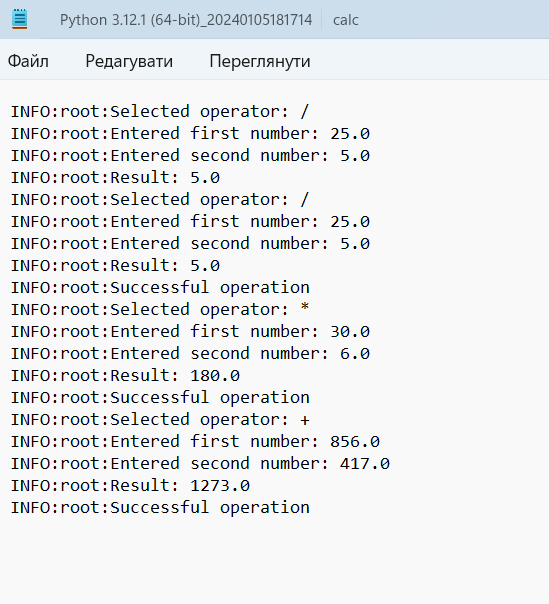 Python 3.12.1 (64-bit)_20240105181714 calc
Файл Редагувати Переглянути
INFO:root:Selected operator: /
INFO:root:Entered first number: 25.0
INFO:root:Entered second number: 5.0
INFO:root:Result: 5.0
INFO:root:Selected operator: /
INFO:root:Entered first number: 25.0
INFO:root:Entered second number: 5.0
INFO:root:Result: 5.0
INFO:root:Successful operation
INFO:root:Selected operator: *
INFO:root:Entered first number: 30.0
INFO:root:Entered second number: 6.0
INFO:root:Result: 180.0
INFO:root:Successful operation
INFO:root:Selected operator: +
INFO:root:Entered first number: 856.0
INFO:root:Entered second number: 417.0
INFO:root:Result: 1273.0
INFO:root:Successful operation